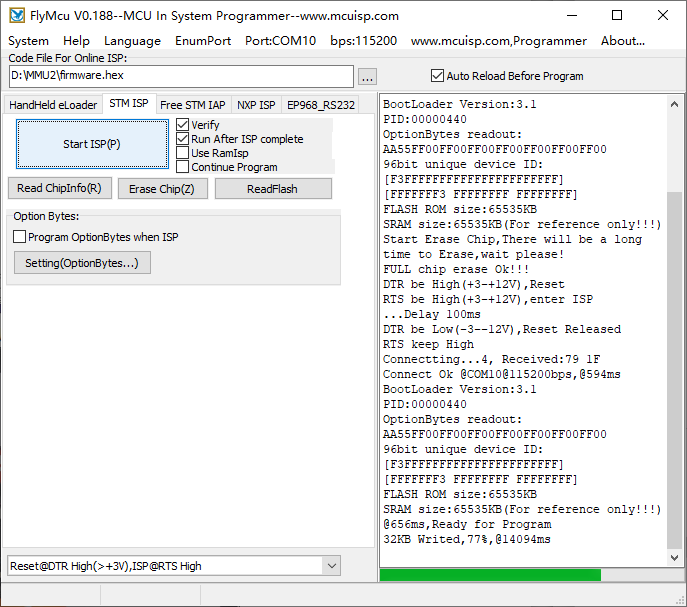 FlyMcu V0.188--MCU In System Programmer--www.mcuisp.com
System Help Language EnumPort Port:COM10 bps:115200 www.mcuisp.com,Programmer About...
Code File For Online ISP:
D:\MMU2\firmware.hex
...
Auto Reload Before Program
HandHeld eLoader STM ISP Free STM IAP NXP ISP EP968_RS232
Start ISP(P)
Verify
Run After ISP complete
Use RamIsp
Continue Program
Read ChipInfo(R) Erase Chip(Z) ReadFlash
Option Bytes:
Program OptionBytes when ISP
Setting(OptionBytes...)
Reset@DTR High(>+3V),ISP@RTS High
BootLoader Version:3.1
PID:00000440
OptionBytes readout:
AA55FF00FF00FF00FF00FF00FF00FF00
96bit unique device ID:
[F3FFFFFFFFFFFFFFFFFFFFFF]
[FFFFFFF3 FFFFFFFF FFFFFFFF]
FLASH ROM size:65535KB
SRAM size:65535KB(For reference only!!!)
Start Erase Chip,There will be a long
time to Erase,wait please!
FULL chip erase Ok!!!
DTR be High(+3-+12V),Reset
RTS be High(+3-+12V),enter ISP
...Delay 100ms
DTR be Low(-3--12V),Reset Released
RTS keep High
Connectting...4, Received:79 1F
Connect Ok @COM10@115200bps,@594ms
BootLoader Version:3.1
PID:00000440
OptionBytes readout:
AA55FF00FF00FF00FF00FF00FF00FF00
96bit unique device ID:
[F3FFFFFFFFFFFFFFFFFFFFFF]
[FFFFFFF3 FFFFFFFF FFFFFFFF]
FLASH ROM size:65535KB
SRAM size:65535KB(For reference only!!!)
@656ms,Ready for Program
32KB Writed,77%,@14094ms